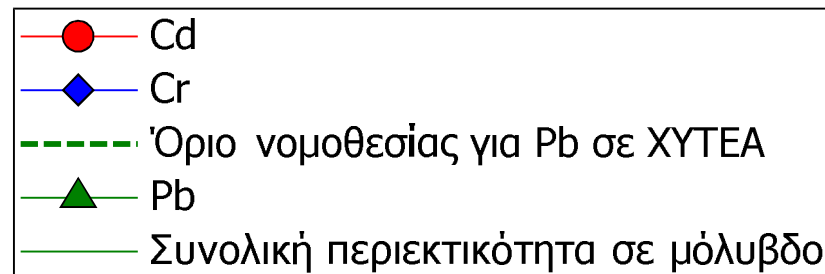 Cd
Cr
Όριο νομοθεσίας για Pb σε ΧΥΤΕΑ
Pb
Συνολική περιεκτικότητα σε μόλυβδο